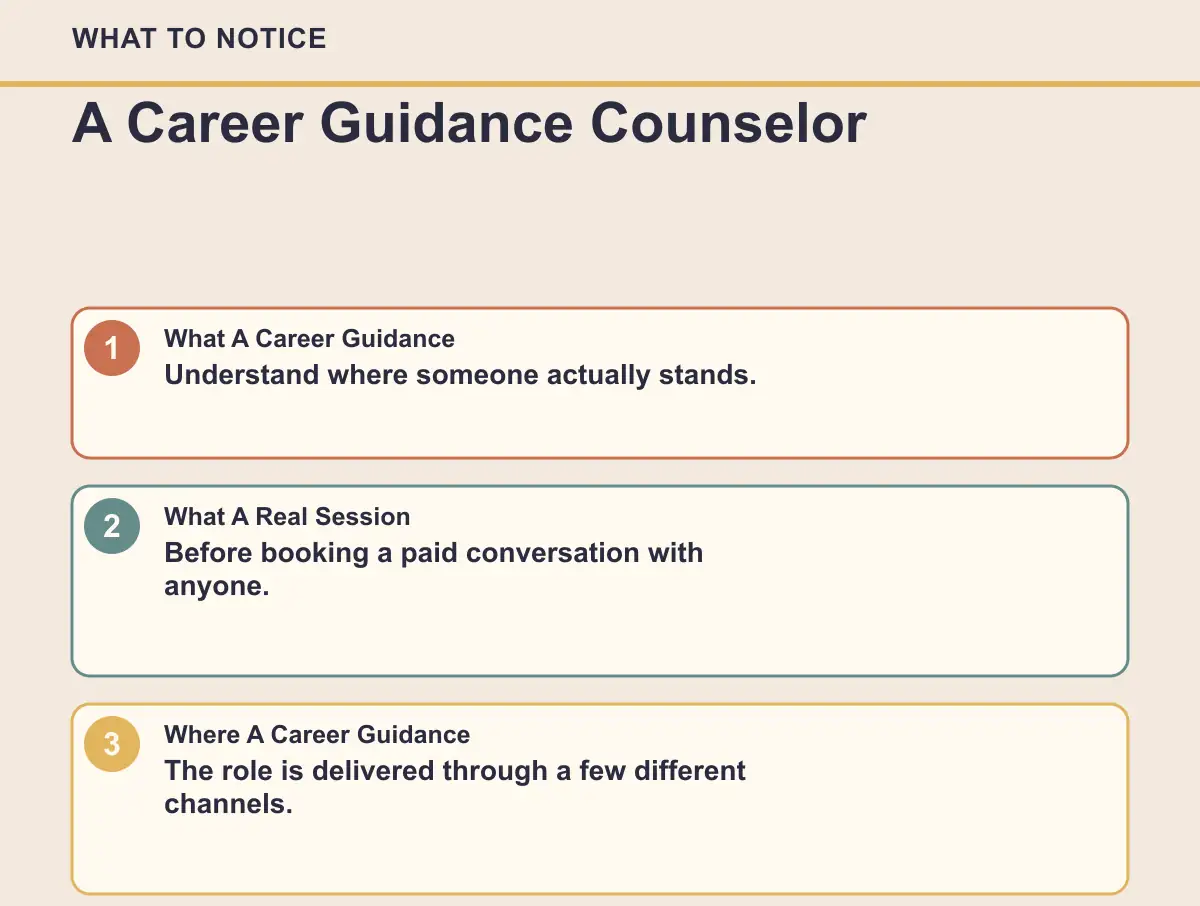 WHAT TO NOTICE
A Career Guidance Counselor
1
What A Career Guidance
Understand where someone actually stands.
2
What A Real Session
Before booking a paid conversation with
anyone.
3
Where A Career Guidance
The role is delivered through a few different
channels.